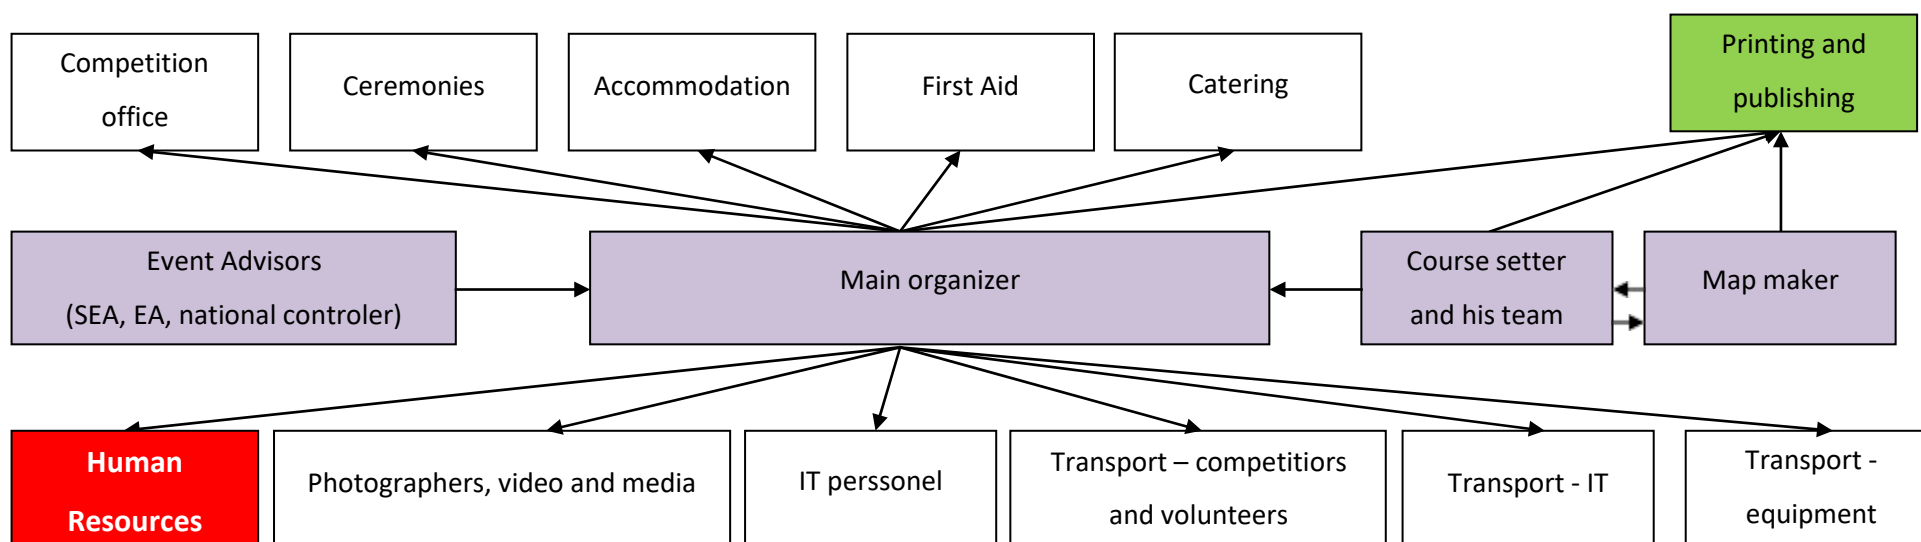 Competition
office
Ceremonies
Accommodation
First Aid
Catering
Printing and
publishing
Event Advisors
(SEA, EA, national controler)
Main organizer
Course setter
and his team
Map maker
Human
Resources
Photographers, video and media
IT perssonel
Transport – competitiors
and volunteers
Transport - IT
Transport -
equipment